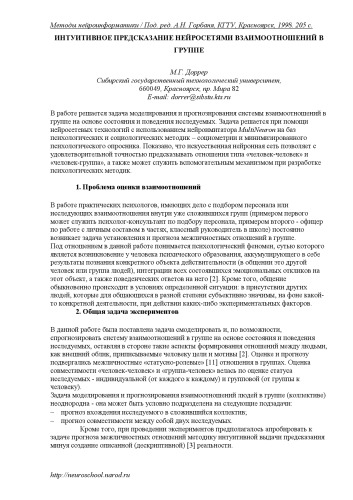 Методы нейроинформатики / Под. ред. А.Н. Горбаня, КГТУ, Красноярск, 1998. 205 с.
ИНТУИТИВНОЕ ПРЕДСКАЗАНИЕ НЕЙРОСЕТЯМИ ВЗАИМООТНОШЕНИЙ В
ГРУППЕ
М.Г. Доррер
Сибирский государственный технологический университет,
660049, Красноярск, пр. Мира 82
E-mail: dorrer@sibstu.kts.ru
В работе решается задача моделирования и прогнозирования системы взаимоотношений в
группе на основе состояния и поведения исследуемых. Задача решается при помощи
нейросетевых технологий с использованием нейроимитатора MultiNeuron на баз
психологических и социологических методик – социометрии и минимизированного
психологического опросника. Показано, что искусственная нейронная сеть позволяет с
удовлетворительной точностью предсказывать отношения типа «человек-человек» и
«человек-группа», а также может служить вспомогательным механизмом при разработке
психологических методик
1. Проблема оценки взаимоотношений
В работе практических психологов, имеющих дело с подбором персонала или
исследующих взаимоотношения внутри уже сложившихся групп (примером первого
может служить психолог-консультант по подбору персонала, примером второго - офицер
по работе с личным составом в частях, классный руководитель в школе) постоянно
возникает задача установления и прогноза межличностных отношений в группе.
Под отношением в данной работе понимается психологический феномен, сутью которого
является возникновение у человека психического образования, аккумулирующего в себе
результаты познания конкретного объекта действительности (в общении это другой
человек или группа людей), интеграции всех состоявшихся эмоциональных откликов на
этот объект, а также поведенческих ответов на него [2]. Кроме того, общение
обыкновенно происходит в условиях определенной ситуации: в присутствии других
людей, которые для общающихся в разной степени субъективно значимы, на фоне какой-
то конкретной деятельности, при действии каких-либо экспериментальных факторов.
2. Общая задача экспериментов
В данной работе была поставлена задача смоделировать и, по возможности,
спрогнозировать систему взаимоотношений в группе на основе состояния и поведения
исследуемых, оставляя в стороне такие аспекты формирования отношений между людьми,
как внешний облик, приписываемые человеку цели и мотивы [2]. Оценке и прогнозу
подвергались межличностные «статусно-ролевые» [11] отношения в группах. Оценка
совместимости «человек-человек» и «группа-человек» велась по оценке статуса
исследуемых - индивидуальной (от каждого к каждому) и групповой (от группы к
человеку).
Задача моделирования и прогнозирования взаимоотношений людей в группе (коллективе)
неоднородна - она может быть условно подразделена на следующие подзадачи:
– прогноз вхождения исследуемого в сложившийся коллектив,
– прогноз совместимости между собой двух исследуемых.
Кроме того, при проведении экспериментов предполагалось апробировать к
задаче прогноза межличностных отношений методику интуитивной выдачи предсказания
минуя создание описанной (дескриптивной) [3] реальности.
http://neuroschool.narod.ru